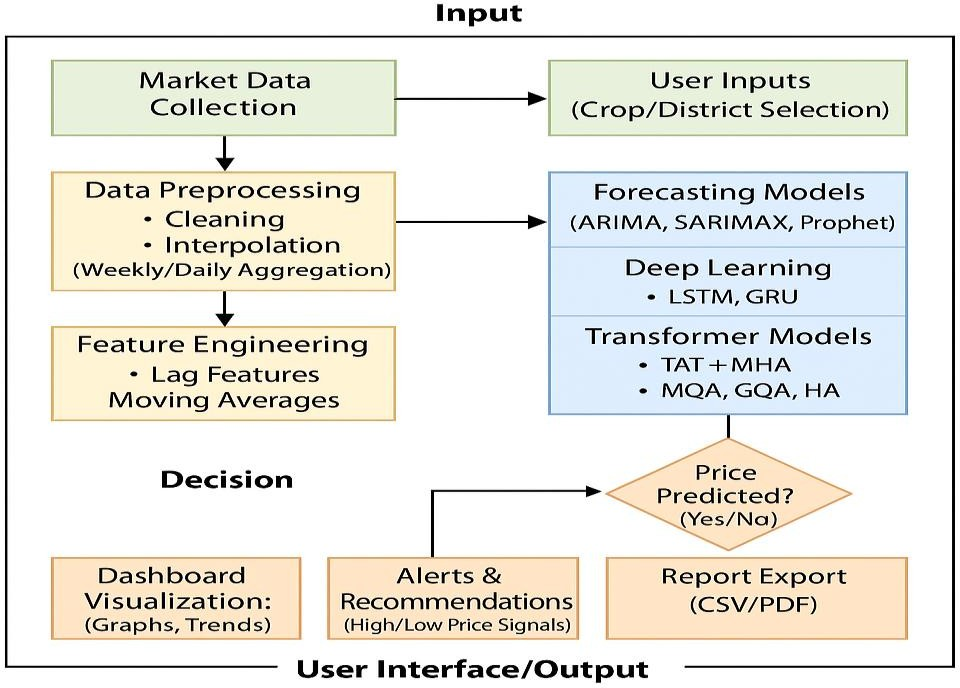 Input
Market Data
Collection
User Inputs
(Crop/District Selection)
Data Preprocessing
• Cleaning
• Interpolation
(Weekly/Daily Aggregation)
Forecasting Models
(ARIMA, SARIMAX, Prophet)
Deep Learning
• LSTM, GRU
Feature Engineering
• Lag Features
Moving Averages
Transformer Models
• TAT+MHA
• MQA, GQA, HA
Decision
Price
Predicted?
(Yes/Na)
Dashboard
Visualization:
(Graphs, Trends)
Alerts &
Recommendations
(High/Low Price Signals)
Report Export
(CSV/PDF)
User Interface/Output